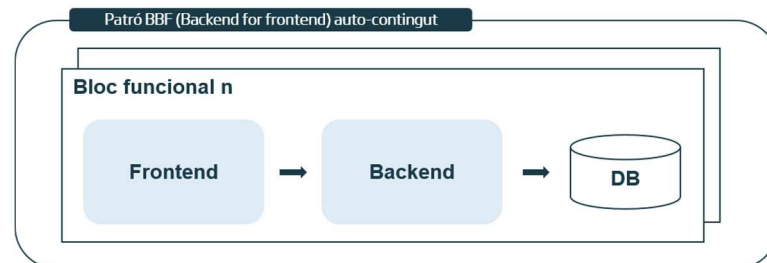 Patró BBF (Backend for frontend) auto-contingut
Bloc funcional n
Frontend
Backend
DB